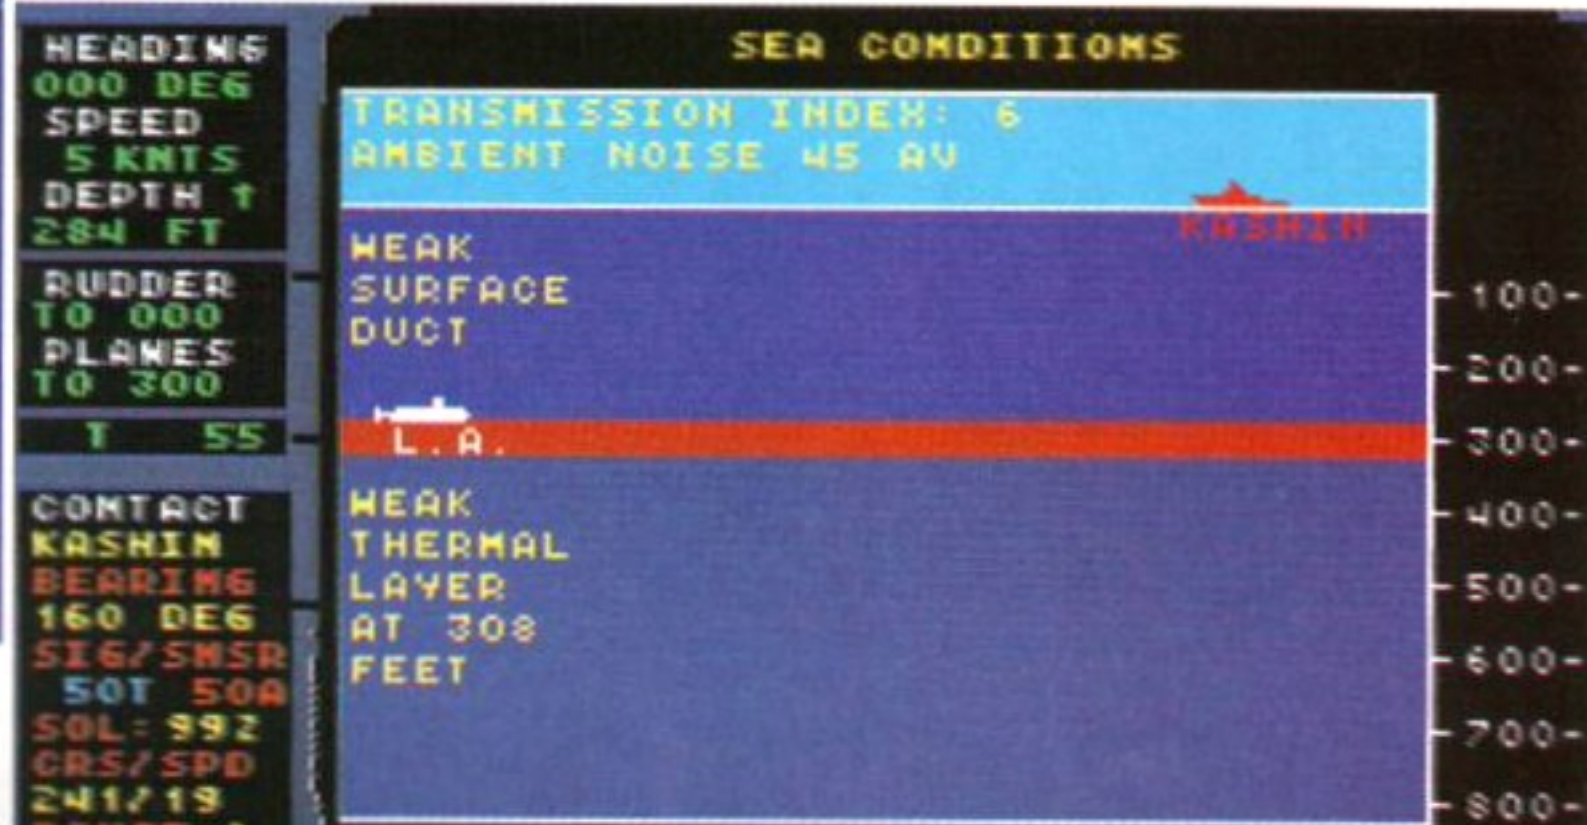 HEADING
000 DEG
SPEED
5 KNTS
DEPTH ↑
284 FT
RUDDER
TO 000
PLANES
TO 300
T 55
CONTACT
KASHIN
BEARING
160 DEG
SIG/SNSR
50T 50A
SOL: 992
CRS/SPD
241/19
SEA CONDITIONS
TRANSMISSION INDEX: 6
AMBIENT NOISE 45 AV
KASHIN
WEAK
SURFACE
DUCT
L.A.
WEAK
THERMAL
LAYER
AT 308
FEET
100-
200-
300-
400-
500-
600-
700-
800-